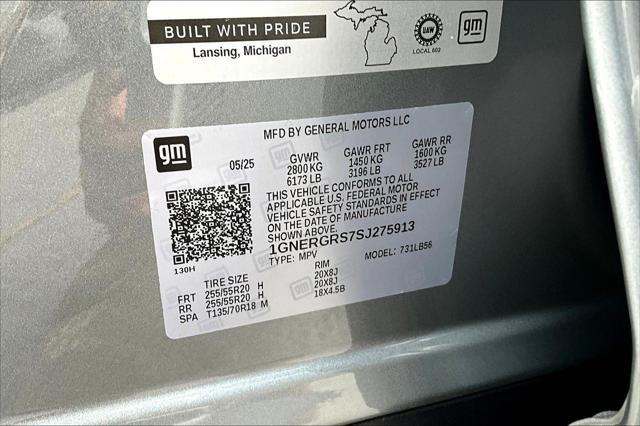 BUILT WITH PRIDE
Lansing, Michigan
UAW
LOCAL 602
gm
MFD BY GENERAL MOTORS LLC
gm
05/25
GVWR GAWR FRT GAWR RR
2800 KG 1450 KG 1600 KG
6173 LB 3196 LB 3527 LB
THIS VEHICLE CONFORMS TO ALL
APPLICABLE U.S. FEDERAL MOTOR
VEHICLE SAFETY STANDARDS IN EFFECT
ON THE DATE OF MANUFACTURE
SHOWN ABOVE.
1GNERGRS7SJ275913
TYPE: MPV MODEL: 731LB56
130H
TIRE SIZE RIM
FRT 255/55R20 H 20X8J
RR 255/55R20 H 20X8J
SPA T135/70R18 M 18X4.5B